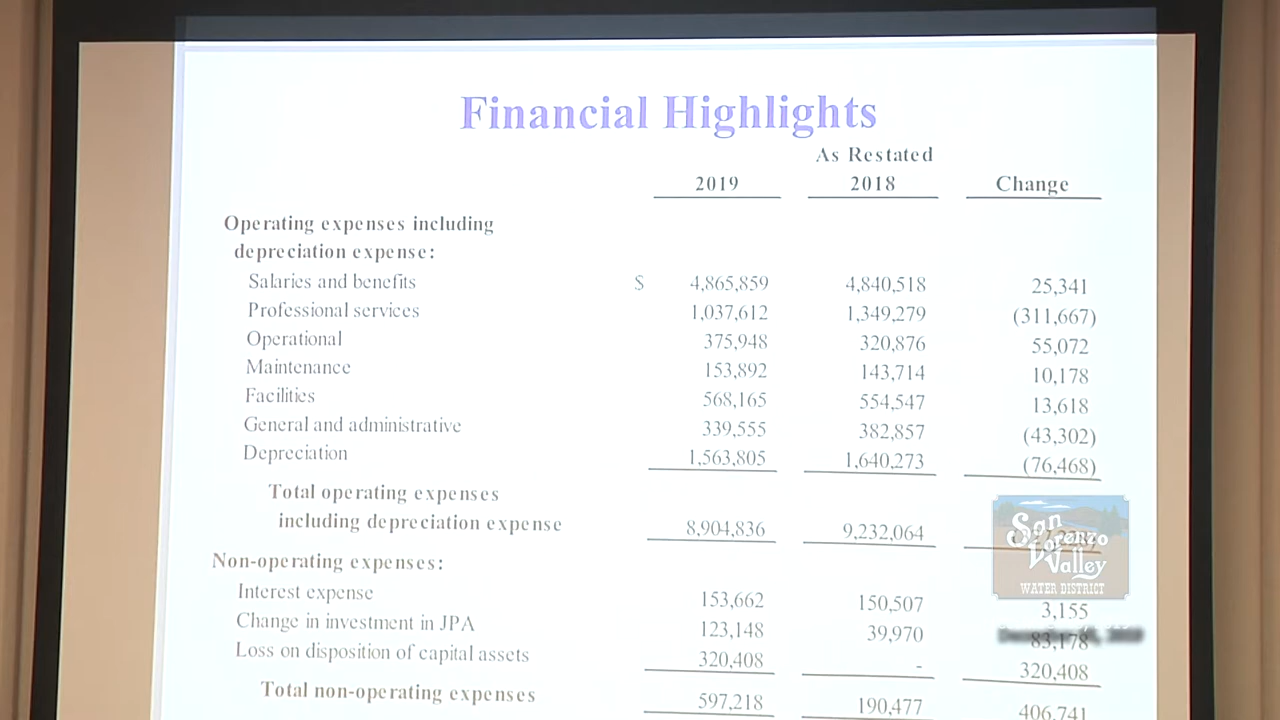 Financial Highlights
As Restated
2019 2018 Change
Operating expenses including
depreciation expense:
Salaries and benefits $ 4,865,859 4,840,518 25,341
Professional services 1,037,612 1,349,279 (311,667)
Operational 375,948 320,876 55,072
Maintenance 153,892 143,714 10,178
Facilities 568,165 554,547 13,618
General and administrative 339,555 382,857 (43,302)
Depreciation 1,563,805 1,640,273 (76,468)
Total operating expenses
including depreciation expense 8,904,836 9,232,064
San
Lorenzo
Valley
WATER DISTRICT
Non-operating expenses:
Interest expense 153,662 150,507 3,155
Change in investment in JPA 123,148 39,970 83,178
Loss on disposition of capital assets 320,408 - 320,408
Total non-operating expenses 597,218 190,477 406,741